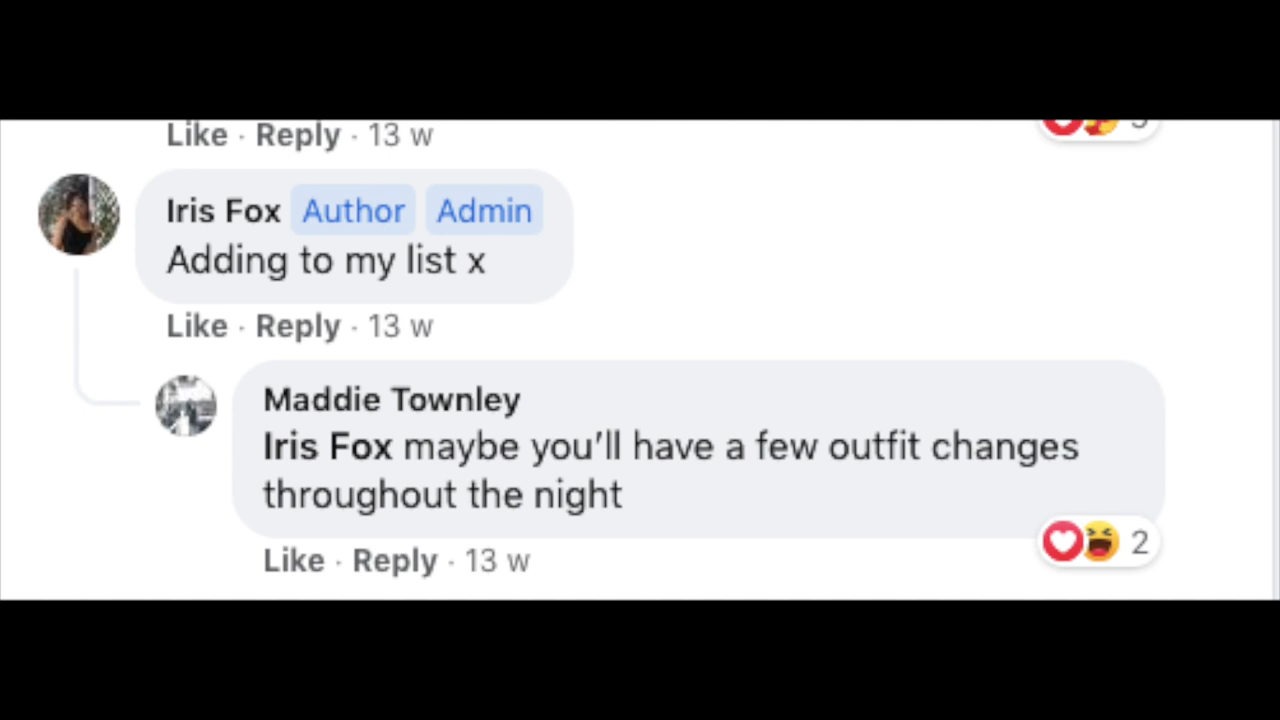 Like · Reply · 13 w
Iris Fox Author Admin
Adding to my list x
Like · Reply · 13 w
Maddie Townley
Iris Fox maybe you'll have a few outfit changes
throughout the night
2
Like · Reply · 13 w